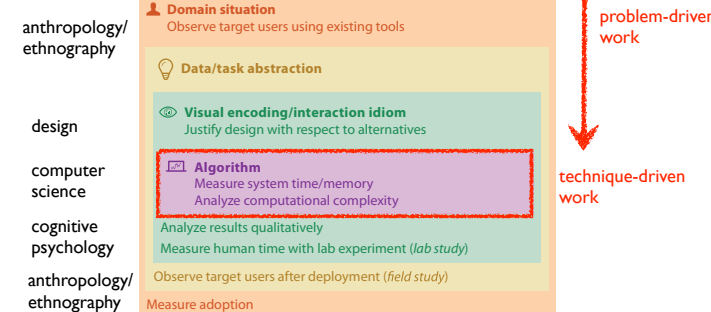 anthropology/
ethnography
Domain situation
Observe target users using existing tools
problem-driven
work
Data/task abstraction
design
Visual encoding/interaction idiom
Justify design with respect to alternatives
computer
science
Algorithm
Measure system time/memory
Analyze computational complexity
technique-driven
work
cognitive
psychology
Analyze results qualitatively
Measure human time with lab experiment (lab study)
anthropology/
ethnography
Observe target users after deployment (field study)
Measure adoption